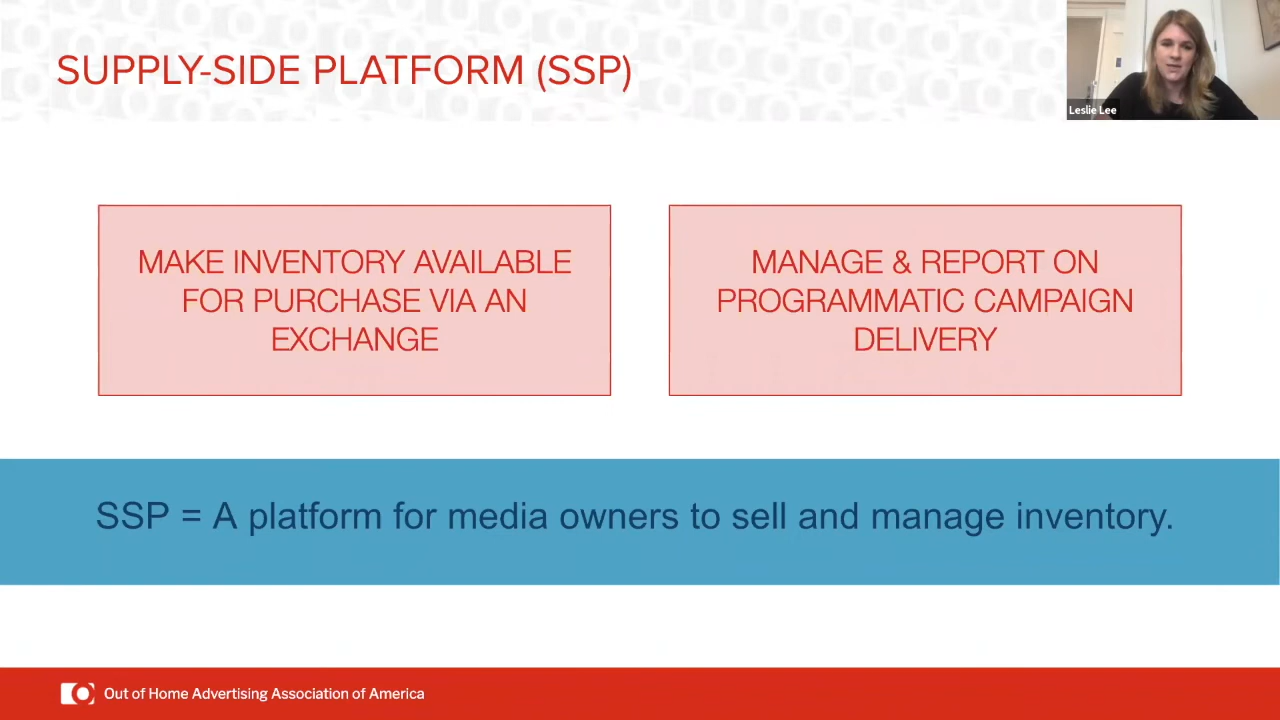 SUPPLY-SIDE PLATFORM (SSP)
Leslie Lee
MAKE INVENTORY AVAILABLE
FOR PURCHASE VIA AN
EXCHANGE
MANAGE & REPORT ON
PROGRAMMATIC CAMPAIGN
DELIVERY
SSP = A platform for media owners to sell and manage inventory.
Out of Home Advertising Association of America